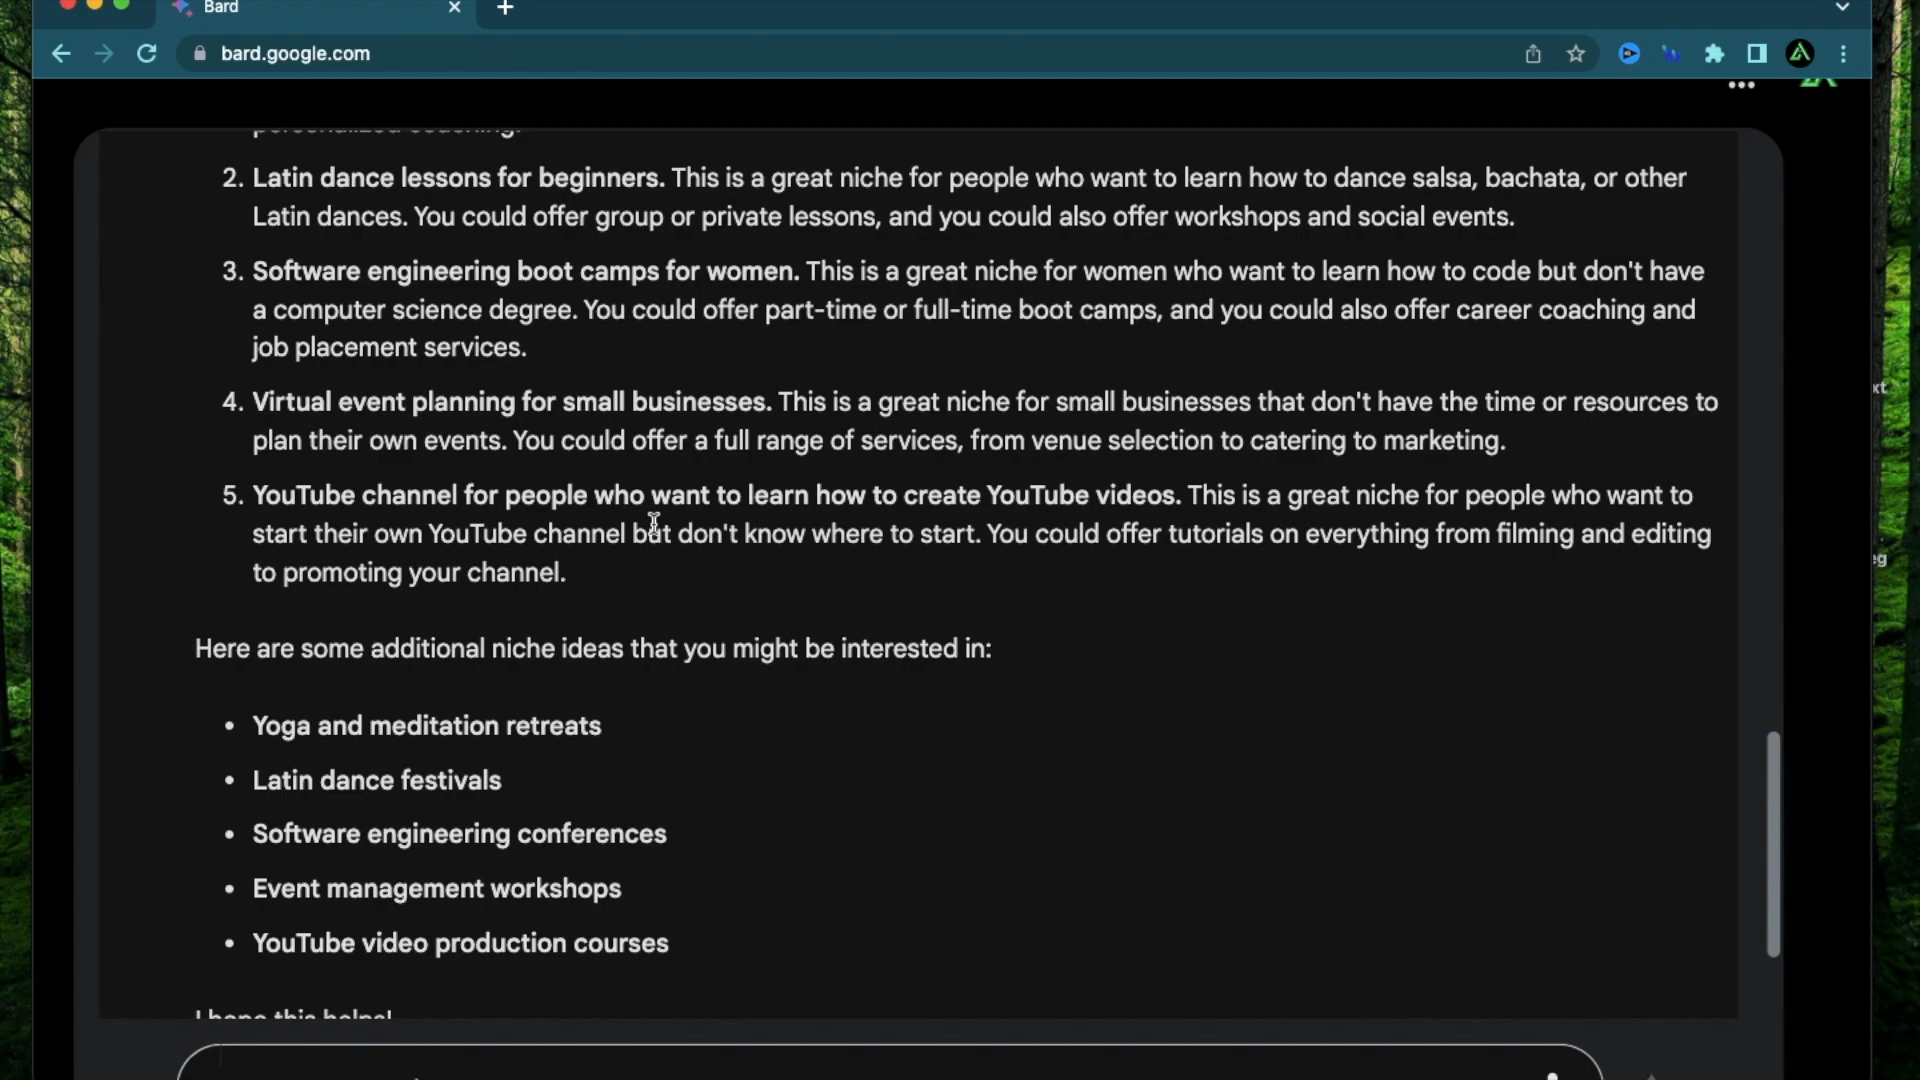 Bard
bard.google.com
personalized coaching.
2. Latin dance lessons for beginners. This is a great niche for people who want to learn how to dance salsa, bachata, or other
Latin dances. You could offer group or private lessons, and you could also offer workshops and social events.
3. Software engineering boot camps for women. This is a great niche for women who want to learn how to code but don't have
a computer science degree. You could offer part-time or full-time boot camps, and you could also offer career coaching and
job placement services.
4. Virtual event planning for small businesses. This is a great niche for small businesses that don't have the time or resources to
plan their own events. You could offer a full range of services, from venue selection to catering to marketing.
5. YouTube channel for people who want to learn how to create YouTube videos. This is a great niche for people who want to
start their own YouTube channel but don't know where to start. You could offer tutorials on everything from filming and editing
to promoting your channel.
Here are some additional niche ideas that you might be interested in:
• Yoga and meditation retreats
• Latin dance festivals
• Software engineering conferences
• Event management workshops
• YouTube video production courses
I hope this helps!